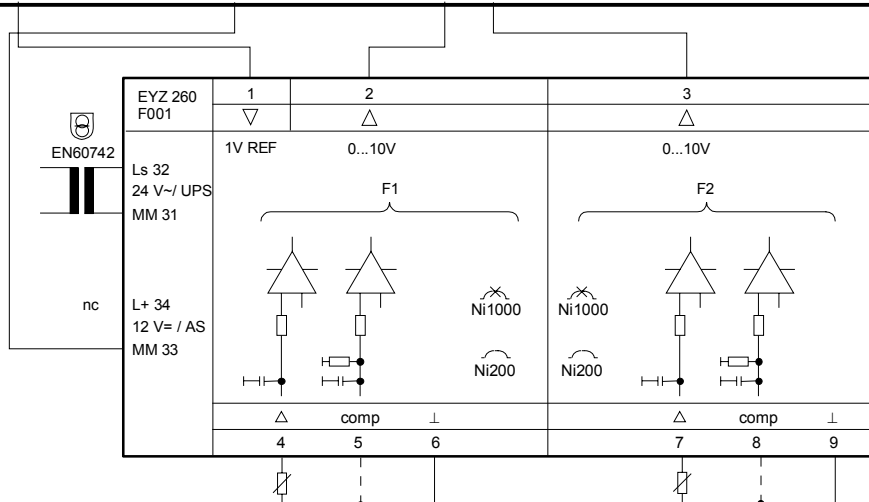 EYZ 260
F001
1
2
3
EN60742
1V REF
0...10V
0...10V
Ls 32
24 V~/ UPS
MM 31
F1
F2
nc
L+ 34
12 V= / AS
MM 33
Ni1000
Ni1000
Ni200
Ni200
comp
comp
4
5
6
7
8
9